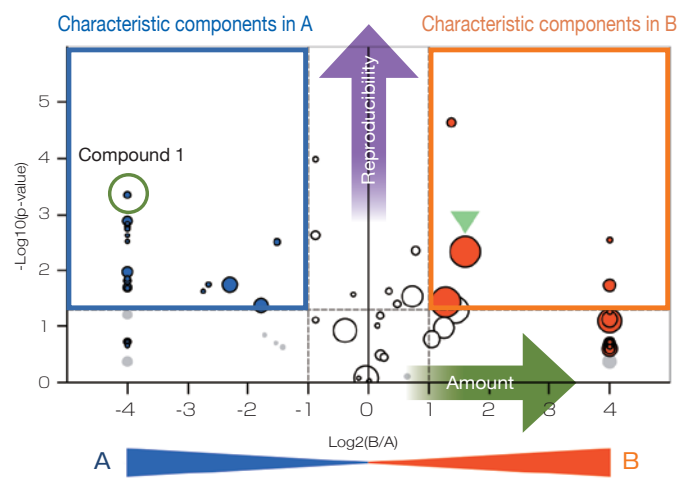 Characteristic components in A
Characteristic components in B
Reproducibility
Compound 1
-Log10(p-value)
5
4
3
2
1
0
Amount
-4
-3
-2
-1
0
1
2
3
4
Log2(B/A)
A
B